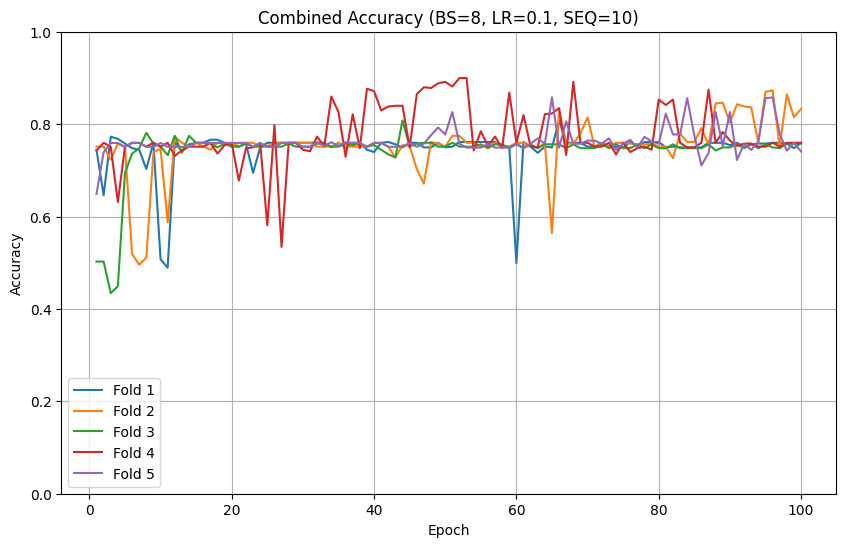 Combined Accuracy (BS=8, LR=0.1, SEQ=10)
1.0
0.8
0.6
0.4
0.2
0.0
Accuracy
Fold 1
Fold 2
Fold 3
Fold 4
Fold 5
0 20 40 60 80 100
Epoch